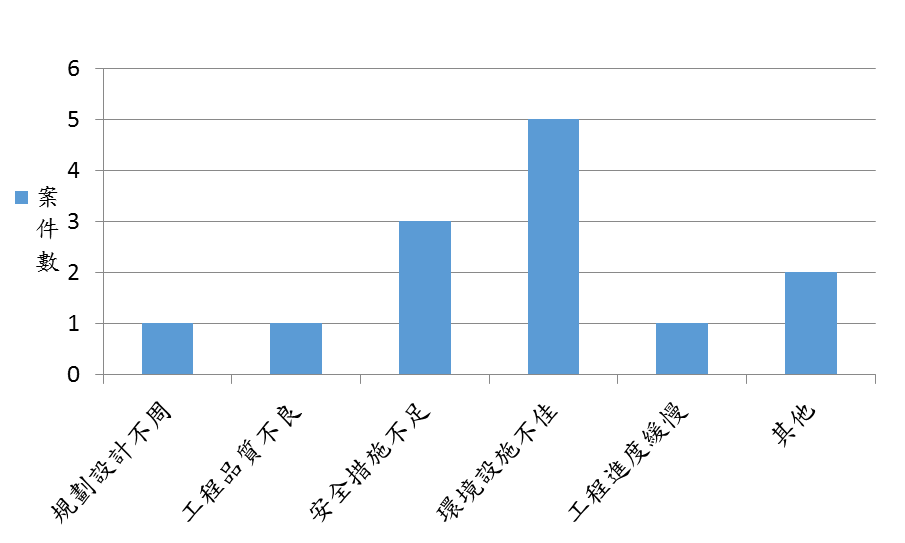 6
5
4
3
2
1
0
案件數
規劃設計不周
工程品質不良
安全措施不足
環境設施不佳
工程進度緩慢
其他